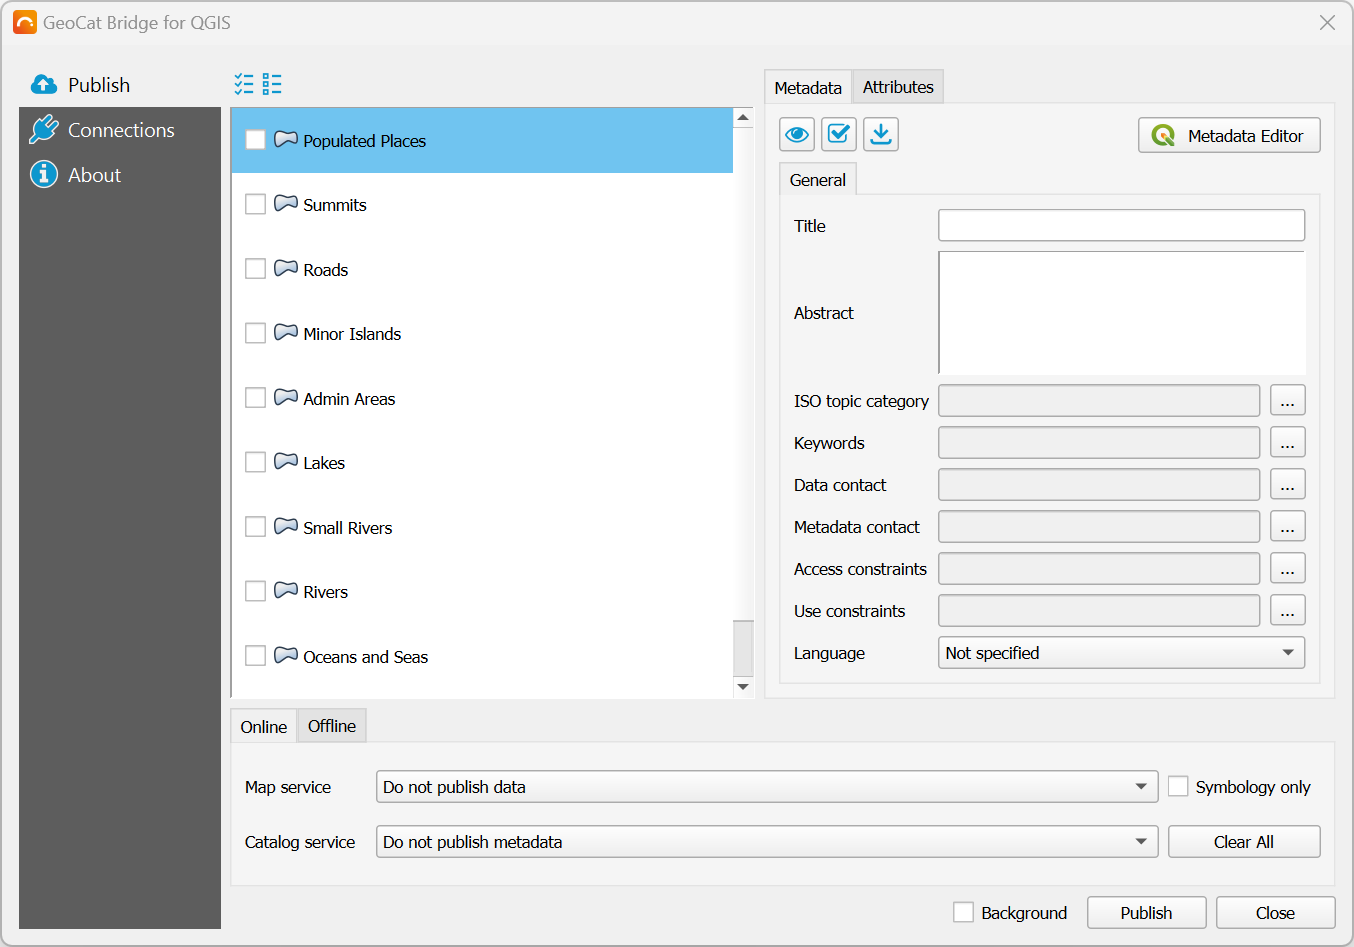 GeoCat Bridge for QGIS
Publish
Connections
About
Populated Places
Summits
Roads
Minor Islands
Admin Areas
Lakes
Small Rivers
Rivers
Oceans and Seas
Metadata Attributes
Metadata Editor
General
Title
Abstract
ISO topic category ...
Keywords ...
Data contact ...
Metadata contact ...
Access constraints ...
Use constraints ...
Language Not specified
Online Offline
Map service Do not publish data Symbology only
Catalog service Do not publish metadata Clear All
Background Publish Close